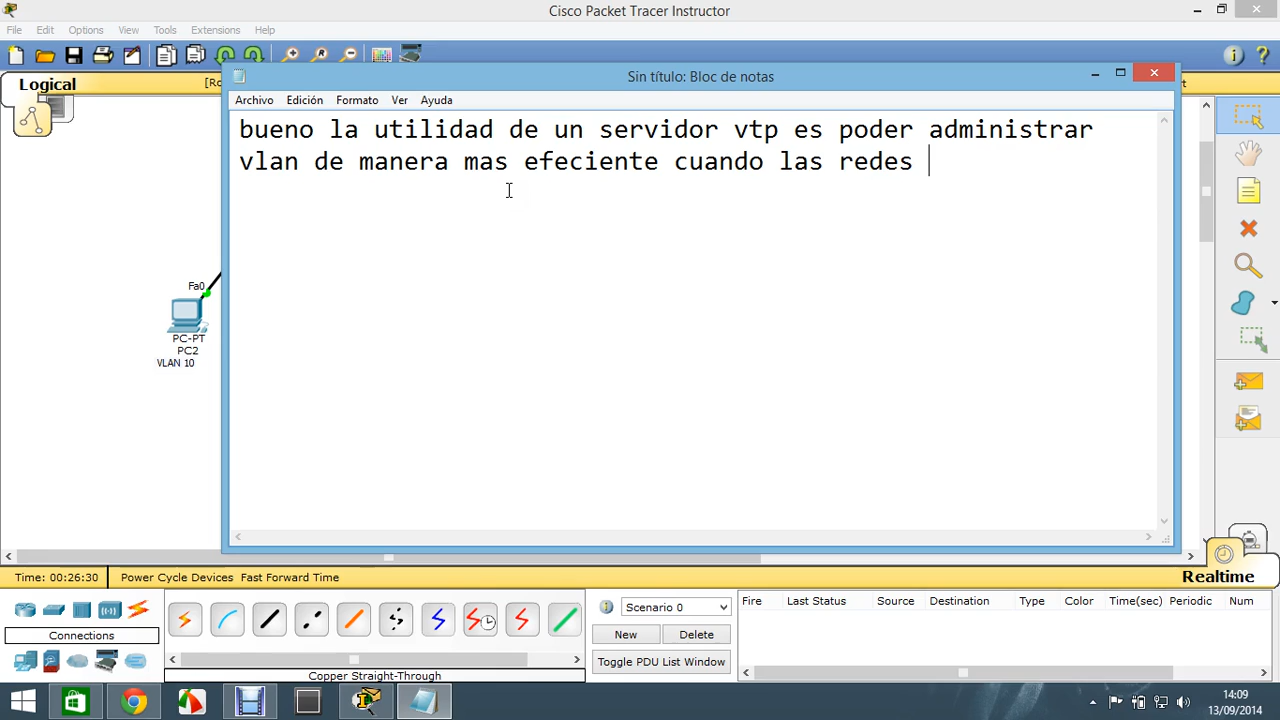 Cisco Packet Tracer Instructor
File Edit Options View Tools Extensions Help
Logical
[Ro
t
Sin título: Bloc de notas
Archivo Edición Formato Ver Ayuda
bueno la utilidad de un servidor vtp es poder administrar
vlan de manera mas efeciente cuando las redes
Fa0
PC-PT
PC2
VLAN 10
Time: 00:26:30 Power Cycle Devices Fast Forward Time
Realtime
Connections
Copper Straight-Through
Scenario 0
New Delete
Toggle PDU List Window
Fire Last Status Source Destination Type Color Time(sec) Periodic Num
14:09
13/09/2014